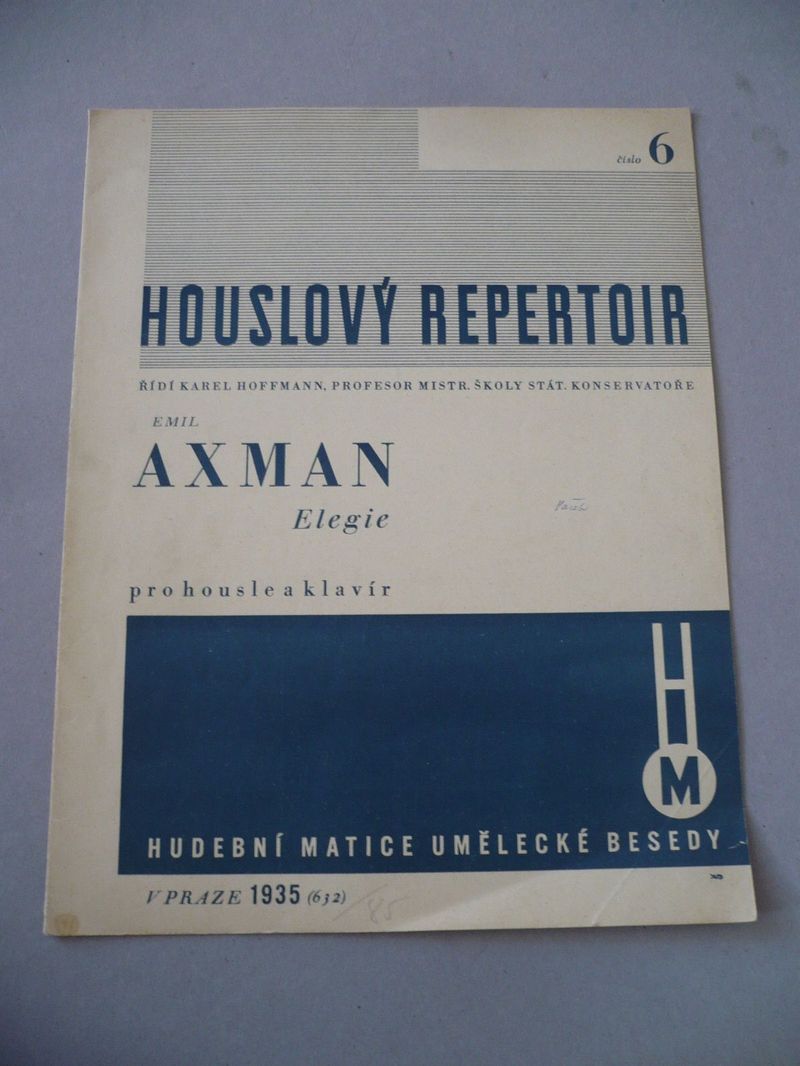 číslo 6
HOUSLOVÝ REPERTOIR
ŘÍDÍ KAREL HOFFMANN, PROFESOR MISTR. ŠKOLY STÁT. KONSERVATOŘE
EMIL
AXMAN
Elegie
pro housle a klavír
H
M
HUDEBNÍ MATICE UMĚLECKÉ BESEDY
V PRAZE 1935 (632) /85